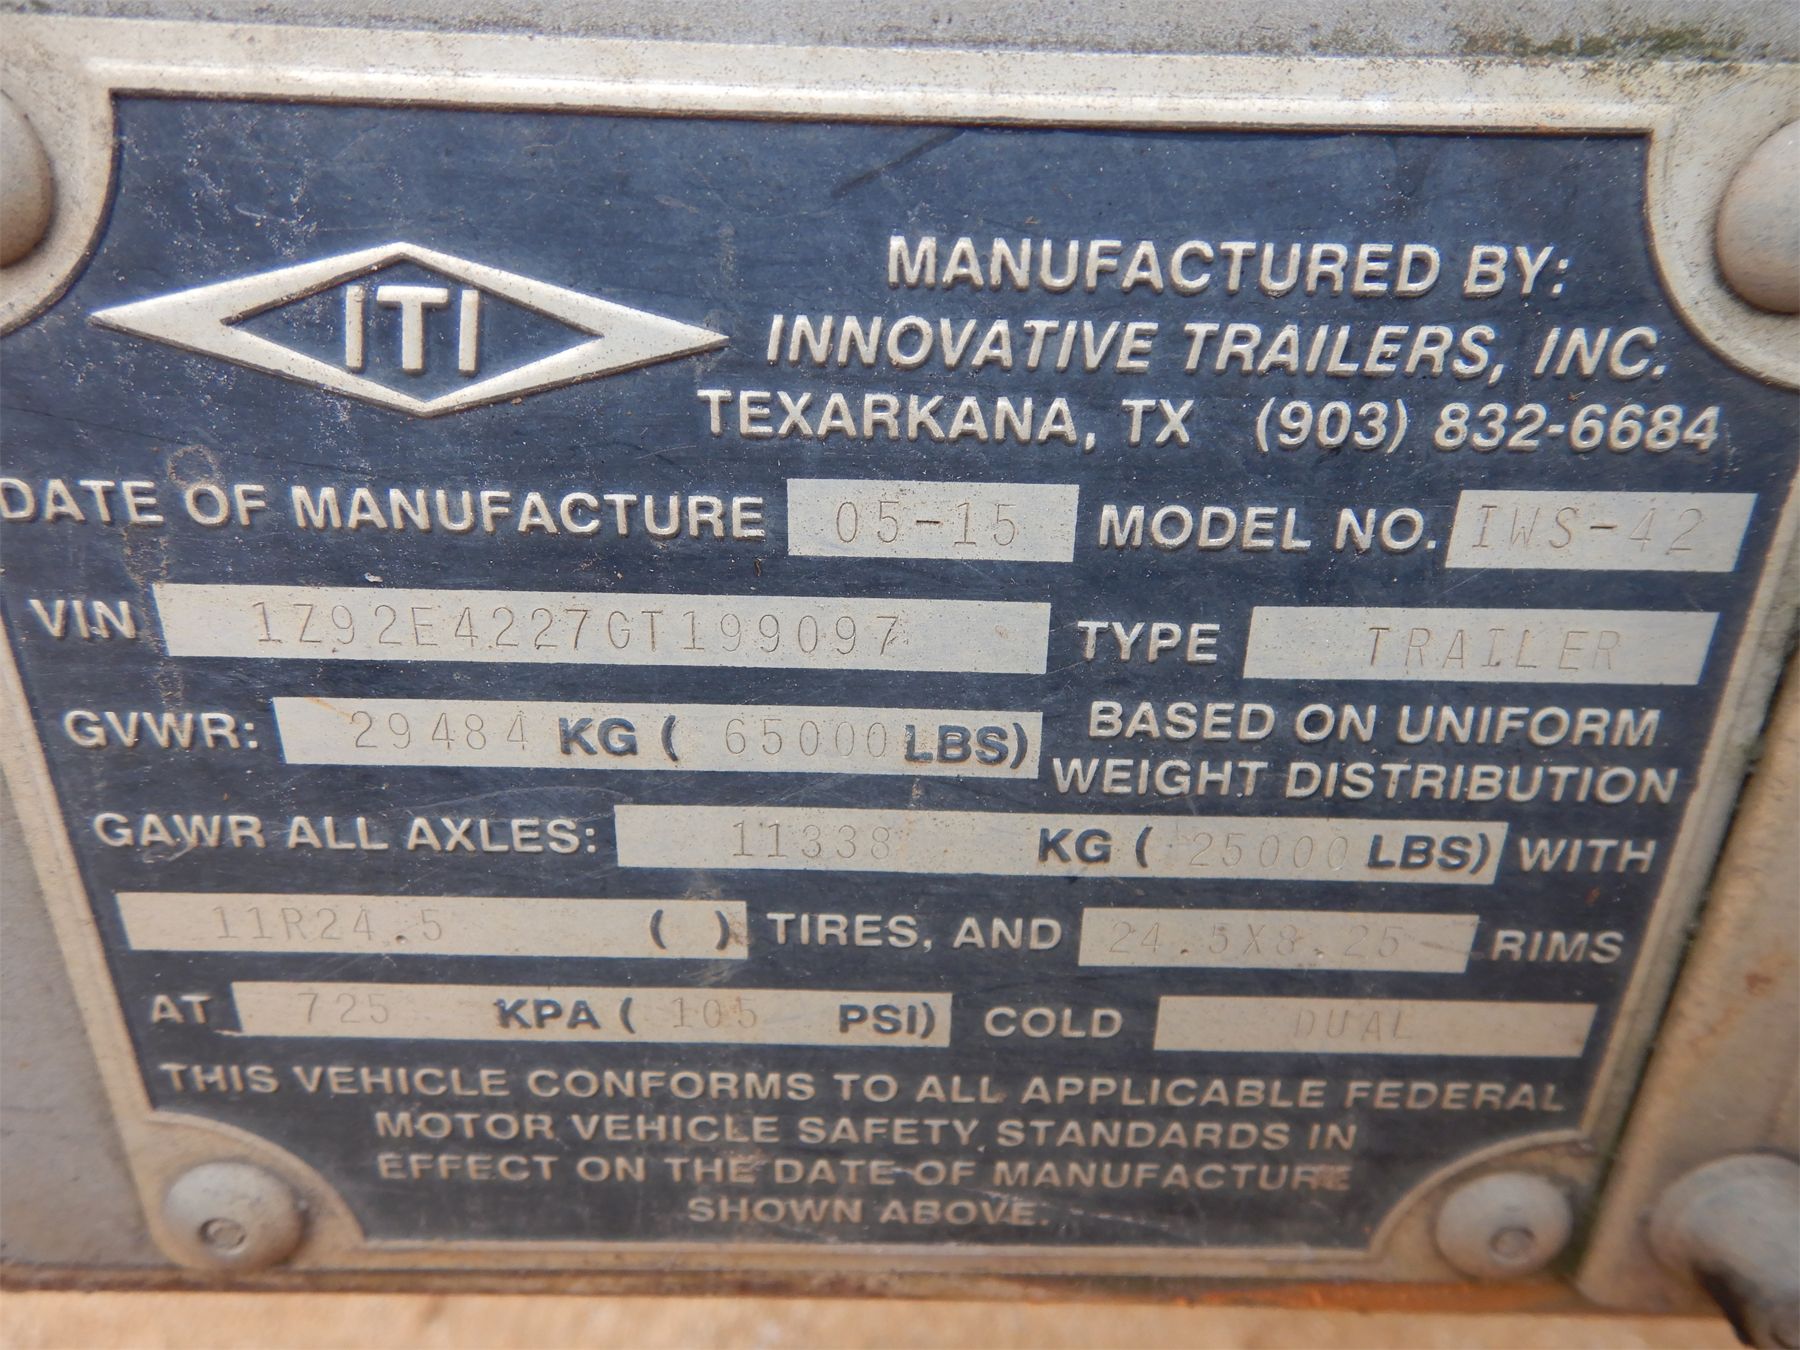 ITI
MANUFACTURED BY:
INNOVATIVE TRAILERS, INC.
TEXARKANA, TX (903) 832-6684
DATE OF MANUFACTURE 05-15 MODEL NO. IWS-42
VIN 1Z92E4227GT199097 TYPE TRAILER
GVWR: 29484 KG ( 65000 LBS) BASED ON UNIFORM
WEIGHT DISTRIBUTION
GAWR ALL AXLES: 11338 KG ( 25000 LBS) WITH
11R24.5 ( ) TIRES, AND 24.5X8.25 RIMS
AT 725 KPA ( 105 PSI) COLD DUAL
THIS VEHICLE CONFORMS TO ALL APPLICABLE FEDERAL
MOTOR VEHICLE SAFETY STANDARDS IN
EFFECT ON THE DATE OF MANUFACTURE
SHOWN ABOVE.